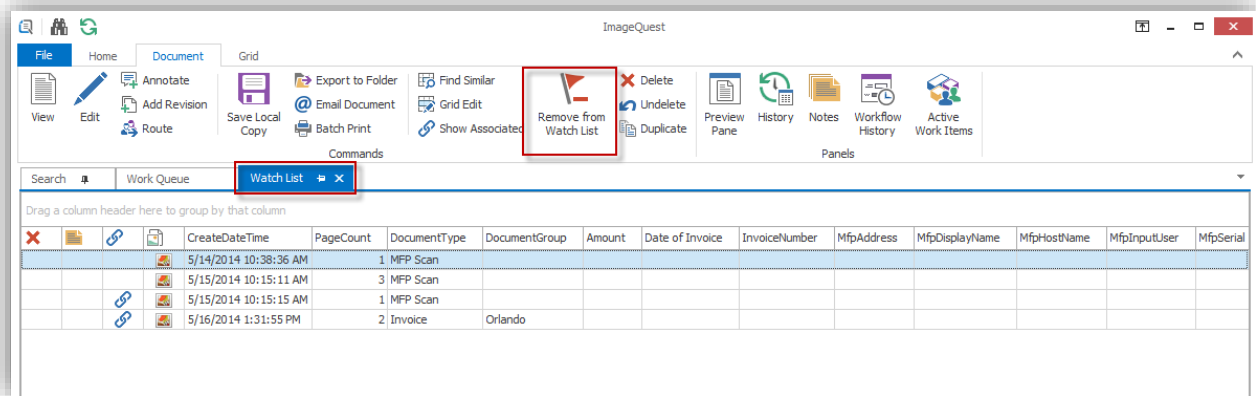 ImageQuest
File Home Document Grid
View
Edit
Annotate
Add Revision
Route
Save Local
Copy
Export to Folder
Email Document
Batch Print
Find Similar
Grid Edit
Show Associated
Remove from
Watch List
Delete
Undelete
Duplicate
Preview
Pane
History
Notes
Workflow
History
Active
Work Items
Commands
Panels
Search Work Queue Watch List
Drag a column header here to group by that column
CreateDateTime PageCount DocumentType DocumentGroup Amount Date of Invoice InvoiceNumber MfpAddress MfpDisplayName MfpHostName MfpInputUser MfpSerial
5/14/2014 10:38:36 AM 1 MFP Scan
5/15/2014 10:15:11 AM 3 MFP Scan
5/15/2014 10:15:15 AM 1 MFP Scan
5/16/2014 1:31:55 PM 2 Invoice Orlando